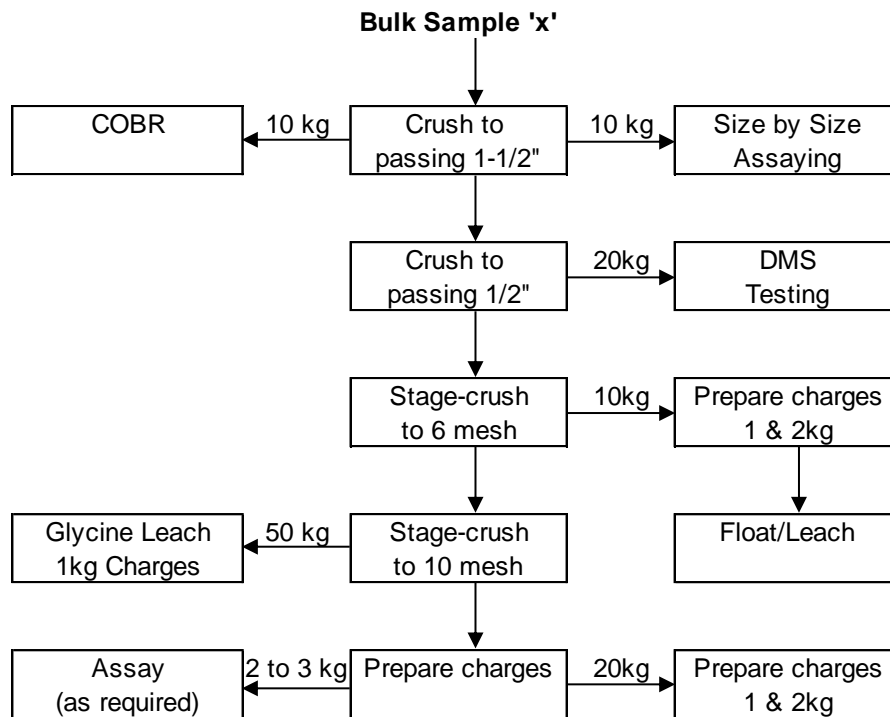 Bulk Sample 'x'
COBR
10 kg
Crush to
passing 1-1/2"
10 kg
Size by Size
Assaying
Crush to
passing 1/2"
20kg
DMS
Testing
Stage-crush
to 6 mesh
10kg
Prepare charges
1 & 2kg
Glycine Leach
1kg Charges
50 kg
Stage-crush
to 10 mesh
Float/Leach
Assay
(as required)
2 to 3 kg
Prepare charges
20kg
Prepare charges
1 & 2kg